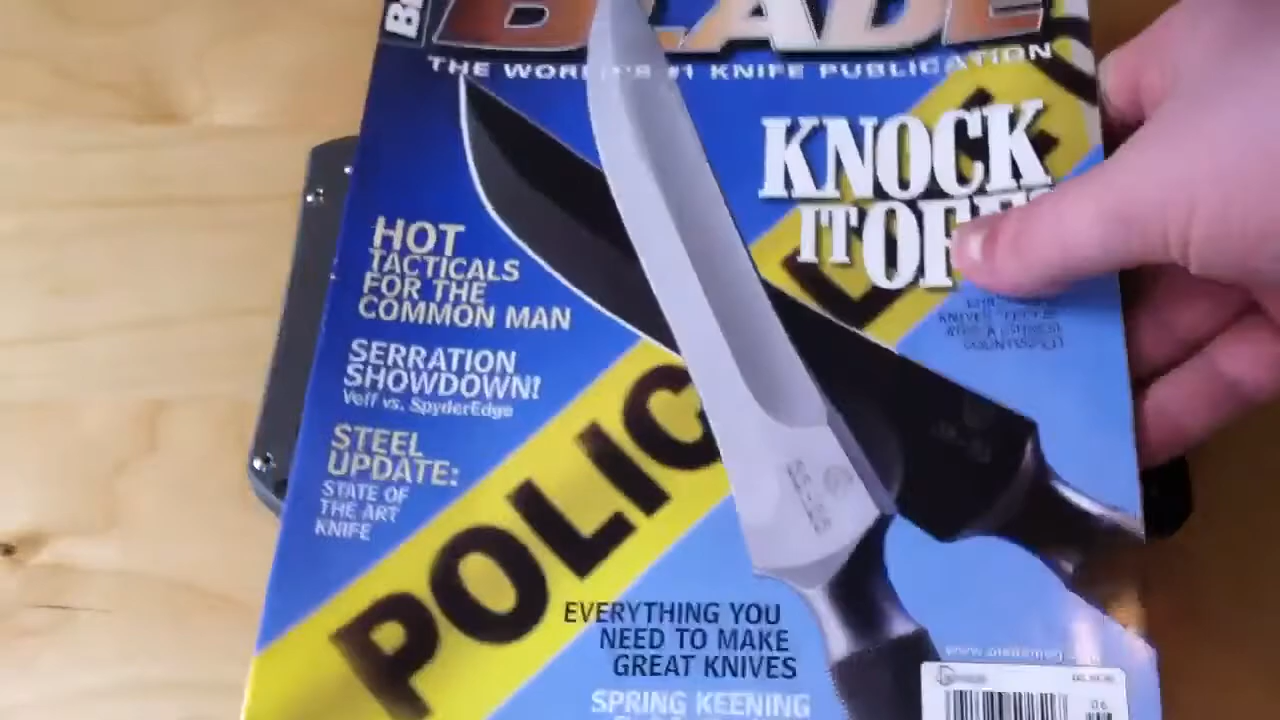 BLADE
THE WORLD'S #1 KNIFE PUBLICATION
KNOCK
IT OFF
HOT
TACTICALS
FOR THE
COMMON MAN
SERRATION
SHOWDOWN!
Veff vs. SpyderEdge
STEEL
UPDATE:
STATE OF
THE ART
KNIFE
POLIC
EVERYTHING YOU
NEED TO MAKE
GREAT KNIVES
SPRING KEENING
06